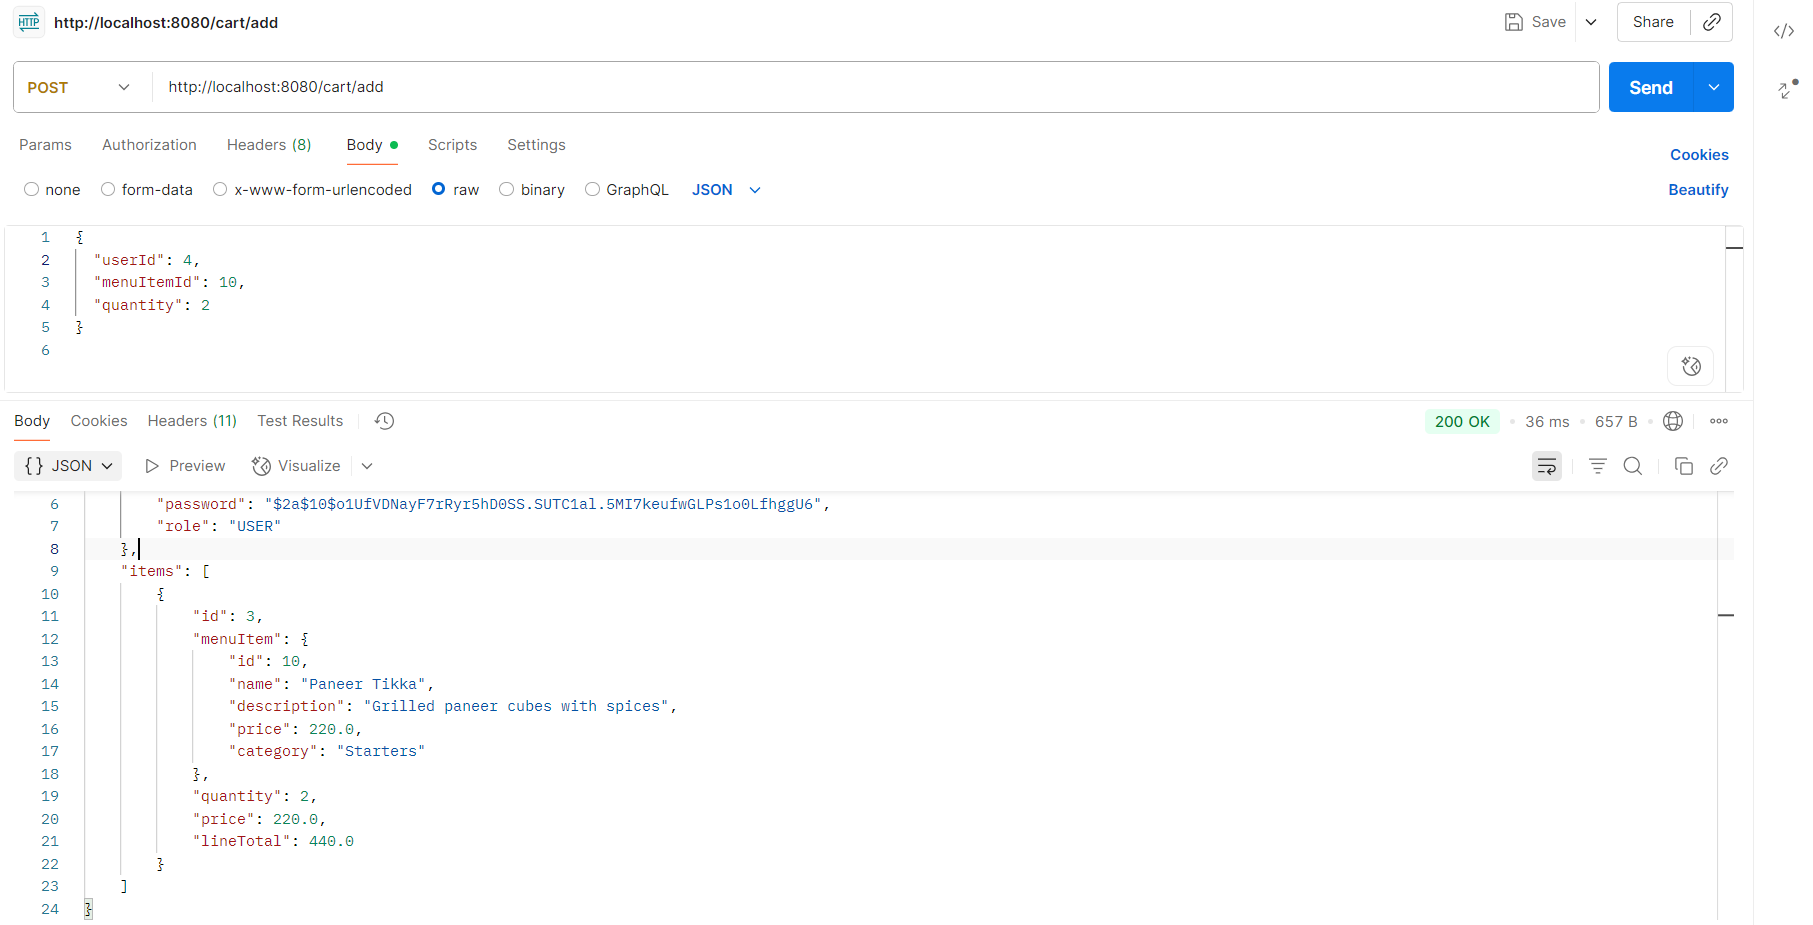 HTTP http://localhost:8080/cart/add Save Share
POST http://localhost:8080/cart/add Send
Params Authorization Headers (8) Body Scripts Settings Cookies
none form-data x-www-form-urlencoded raw binary GraphQL JSON Beautify
1 {
2 "userId": 4,
3 "menuItemId": 10,
4 "quantity": 2
5 }
6
Body Cookies Headers (11) Test Results 200 OK 36 ms 657 B
{} JSON Preview Visualize
6 "password": "$2a$10$o1UfVDNayF7rRyr5hD0SS.SUTC1al.5MI7keufwGLPs1o0LfhggU6",
7 "role": "USER"
8 },
9 "items": [
10 {
11 "id": 3,
12 "menuItem": {
13 "id": 10,
14 "name": "Paneer Tikka",
15 "description": "Grilled paneer cubes with spices",
16 "price": 220.0,
17 "category": "Starters"
18 },
19 "quantity": 2,
20 "price": 220.0,
21 "lineTotal": 440.0
22 }
23 ]
24 }